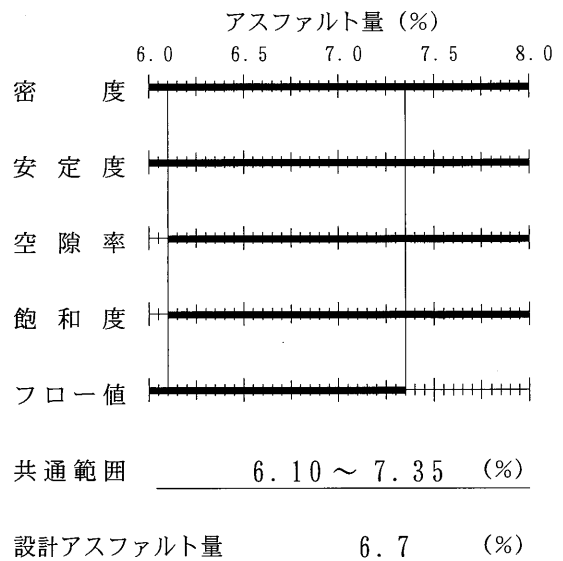 アスファルト量(%)
6.0 6.5 7.0 7.5 8.0
密度
安定度
空隙率
飽和度
フロー値
共通範囲 6.10～7.35 (%)
設計アスファルト量 6.7 (%)